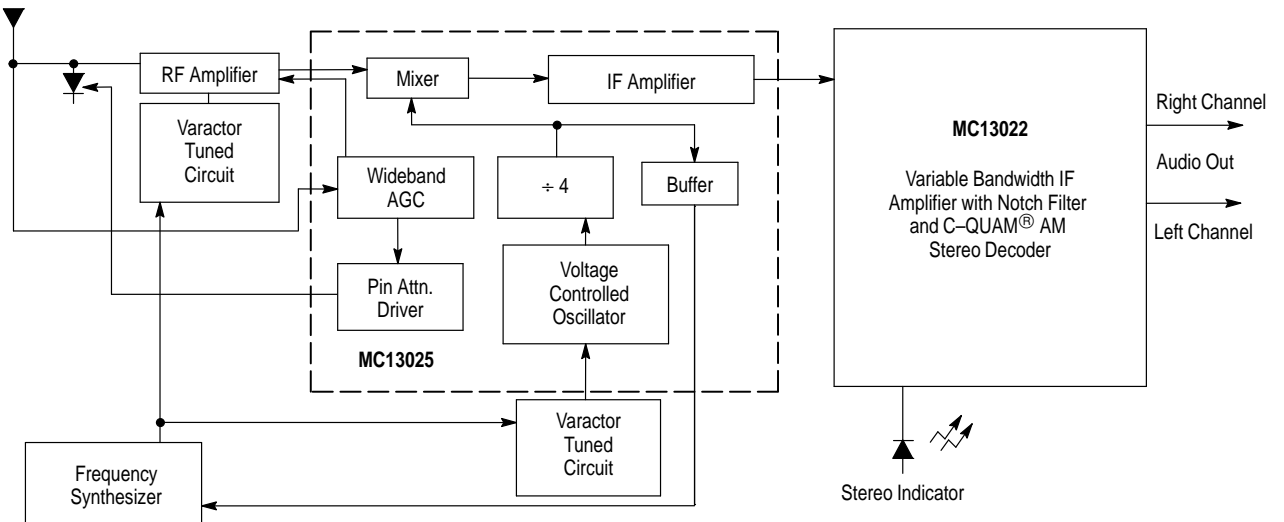 RF Amplifier
Mixer
IF Amplifier
Varactor
Tuned
Circuit
Wideband
AGC
÷ 4
Buffer
Pin Attn.
Driver
Voltage
Controlled
Oscillator
MC13025
Varactor
Tuned
Circuit
Frequency
Synthesizer
MC13022
Variable Bandwidth IF
Amplifier with Notch Filter
and C–QUAM® AM
Stereo Decoder
Right Channel
Audio Out
Left Channel
Stereo Indicator